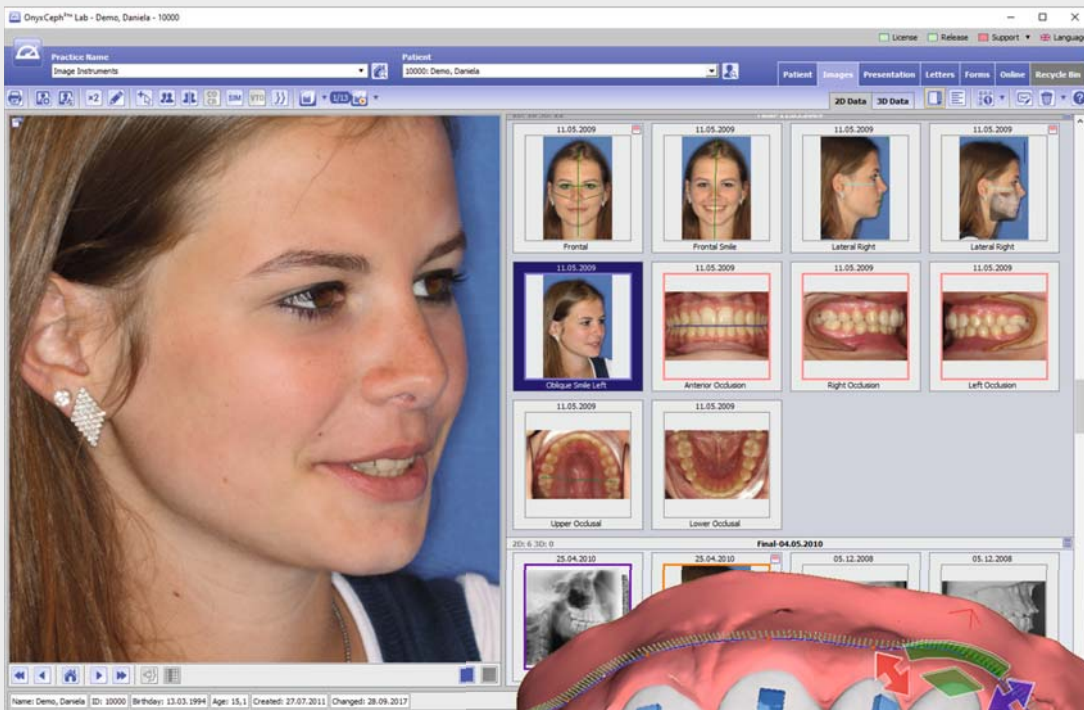 OnyxCeph³™ Lab - Demo, Daniela - 10000
License Release Support Language
Practice Name
Patient
Image Instruments
10000: Demo, Daniela
Patient Images Presentation Letters Forms Online Recycle Bin
×2
SIM
VTO
1/13
2D Data 3D Data
11.05.2009 11.05.2009 11.05.2009 11.05.2009
Frontal Frontal Smile Lateral Right Lateral Right
11.05.2009 11.05.2009 11.05.2009 11.05.2009
Oblique Smile Left Anterior Occlusion Right Occlusion Left Occlusion
11.05.2009 11.05.2009
Upper Occlusal Lower Occlusal
2D: 6 3D: 0 Final-04.05.2010
25.04.2010 25.04.2010 05.12.2008 05.12.2008
Name: Demo, Daniela ID: 10000 Birthday: 13.03.1994 Age: 15,1 Created: 27.07.2011 Changed: 28.09.2017